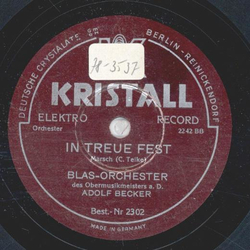 DEUTSCHE CRYSTALATE
BERLIN-REINICKENDORF
78-3537
KRISTALL
ELEKTRO RECORD
Orchester 2242 BB
IN TREUE FEST
Marsch (C. Teike)
BLAS-ORCHESTER
des Obermusikmeisters a. D.
ADOLF BECKER
Best.-Nr 2302
MADE IN GERMANY